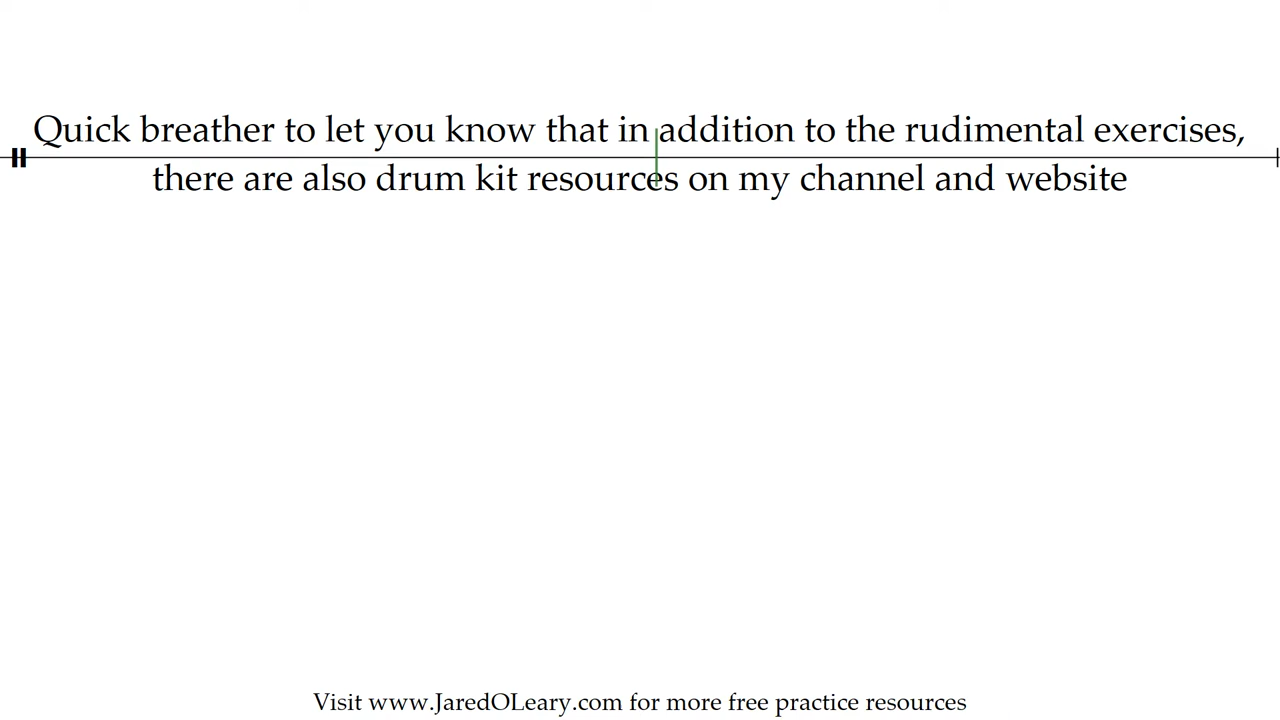 Quick breather to let you know that in addition to the rudimental exercises,
there are also drum kit resources on my channel and website
Visit www.JaredOLeary.com for more free practice resources